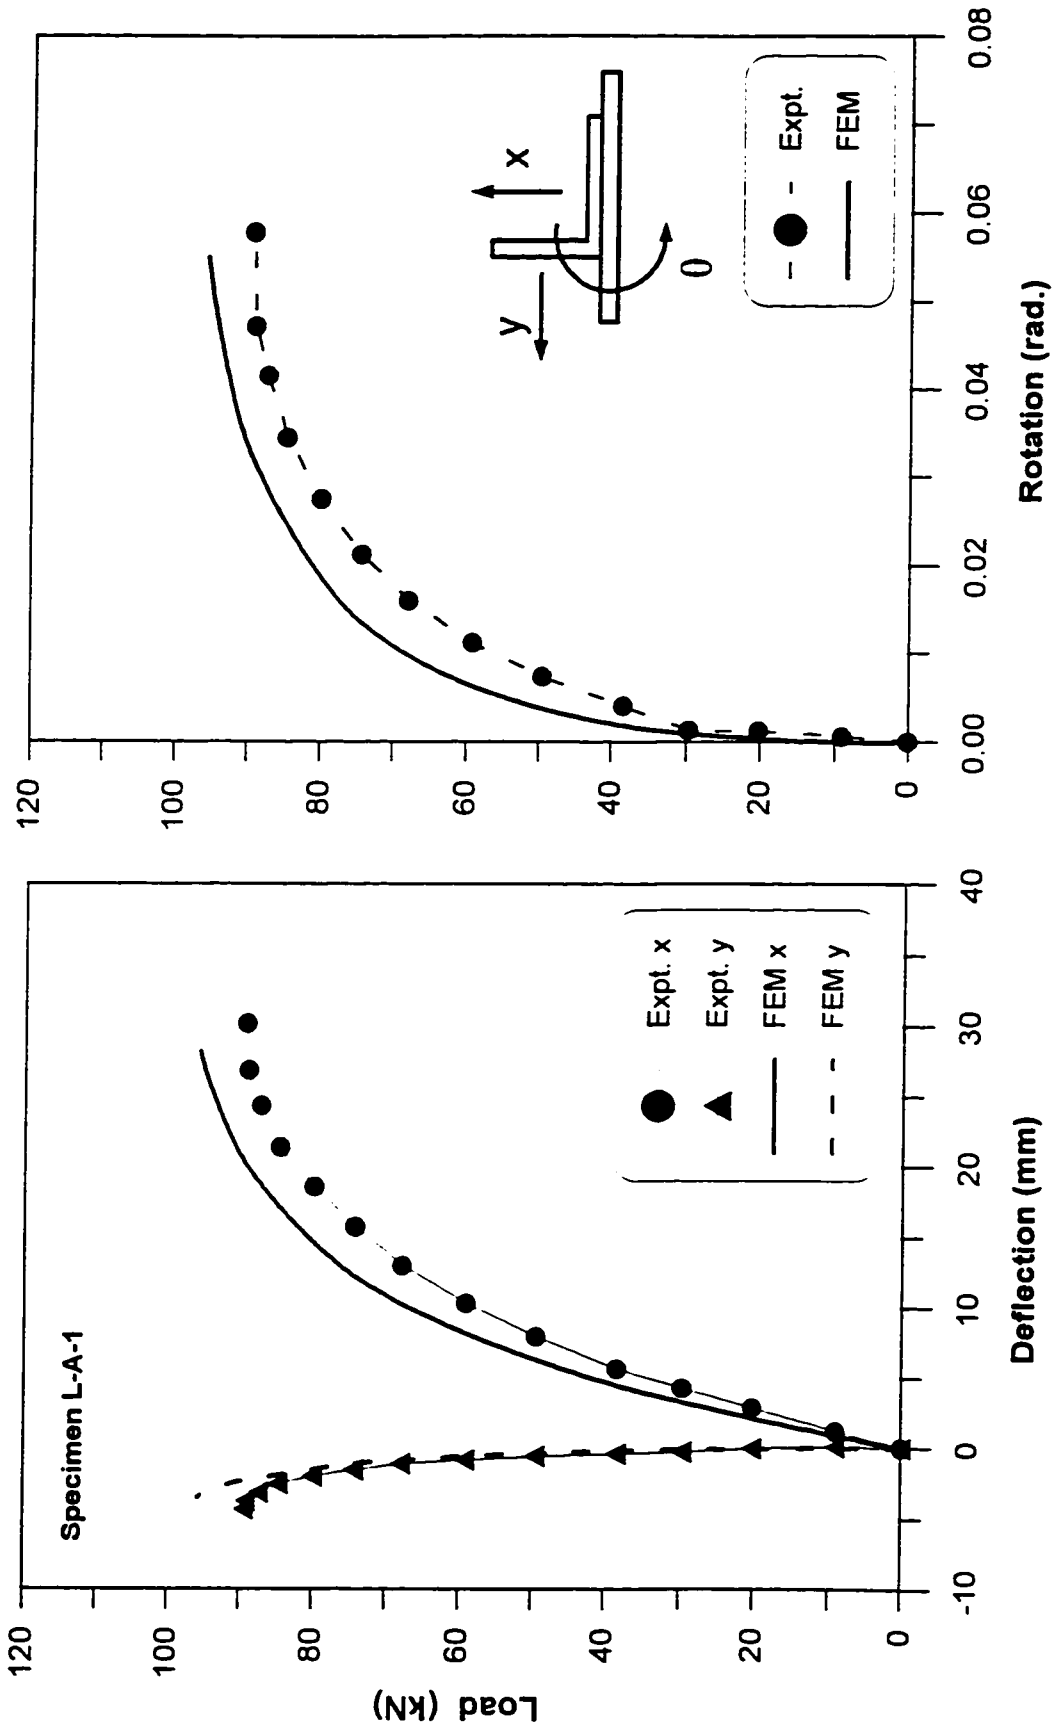 Specimen L-A-1
Load (kN)
120
100
80
60
40
20
0
-10
0
10
20
30
40
Deflection (mm)
Expt. x
Expt. y
FEM x
FEM y
120
100
80
60
40
20
0
0.00
0.02
0.04
0.06
0.08
Rotation (rad.)
y
x
θ
Expt.
FEM